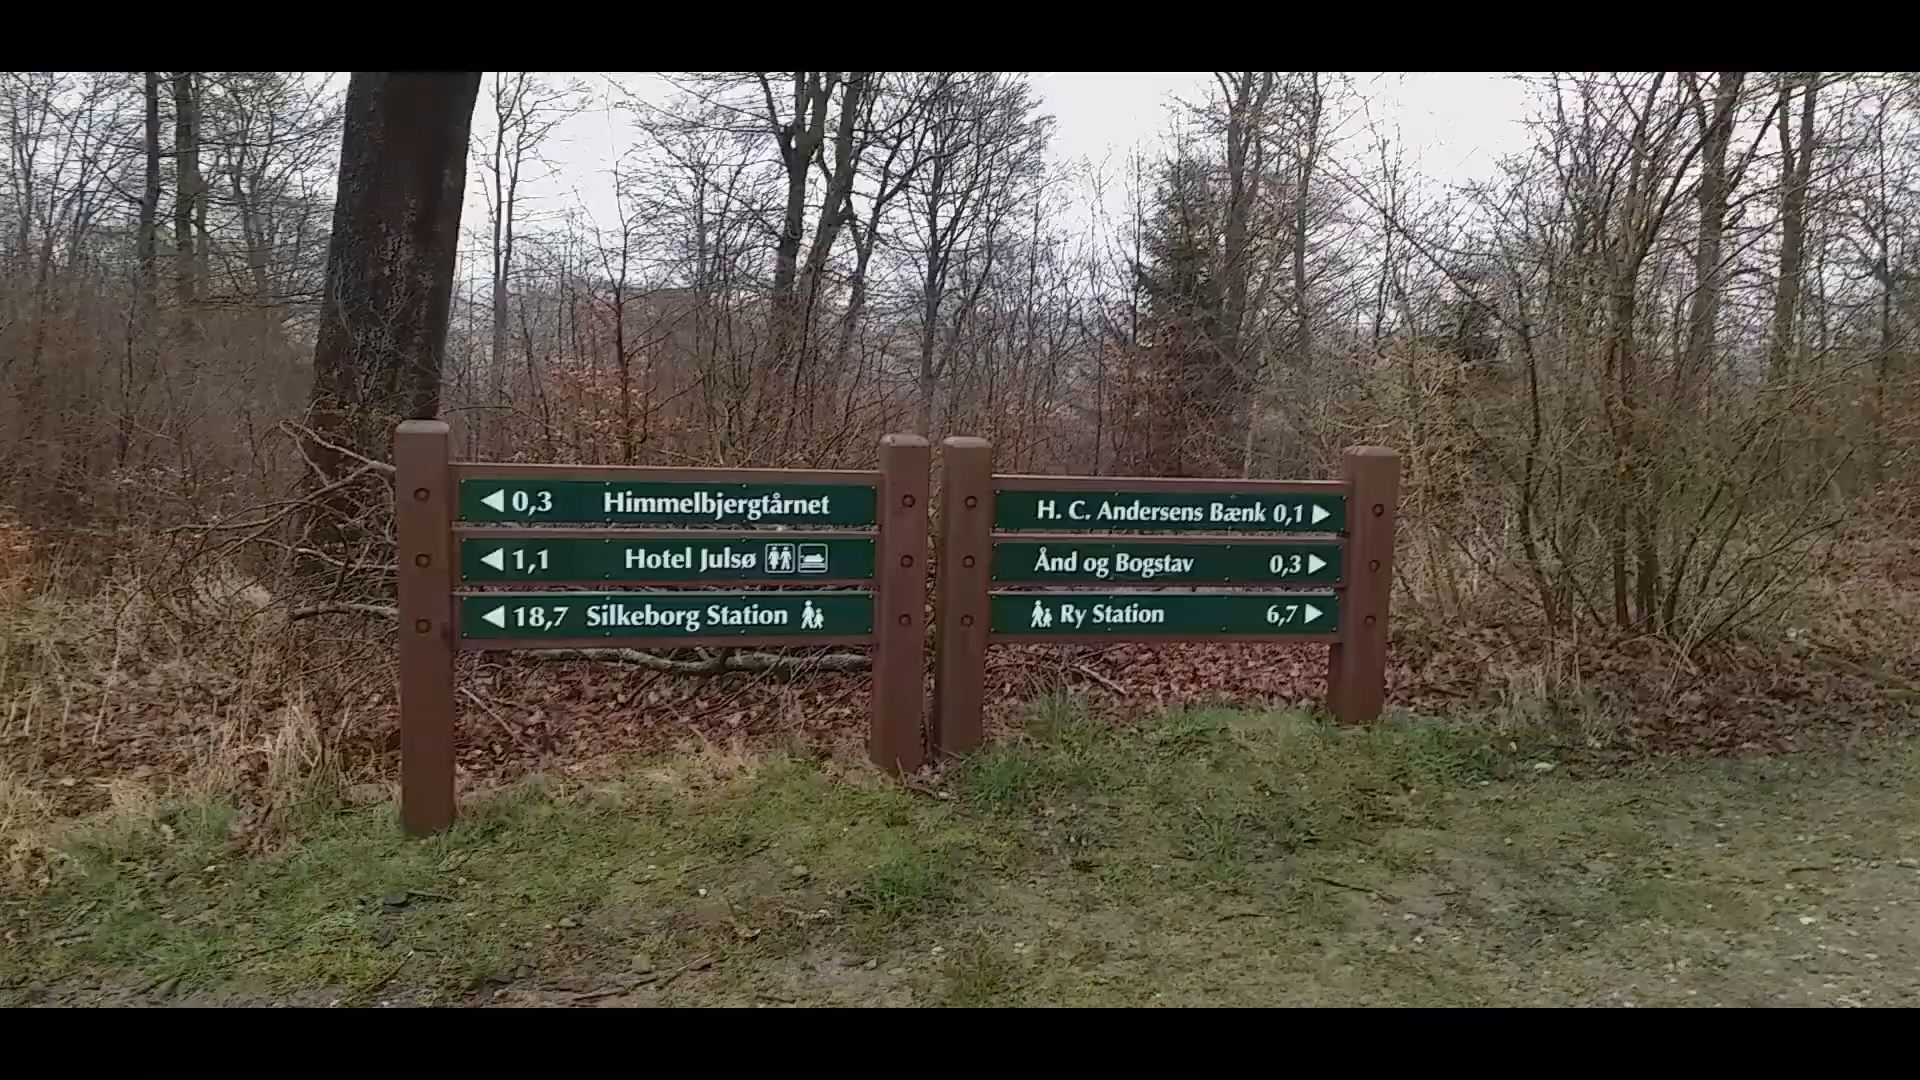 ◀ 0,3 Himmelbjergtårnet
◀ 1,1 Hotel Julsø
◀ 18,7 Silkeborg Station
H. C. Andersens Bænk 0,1 ▶
Ånd og Bogstav 0,3 ▶
Ry Station 6,7 ▶